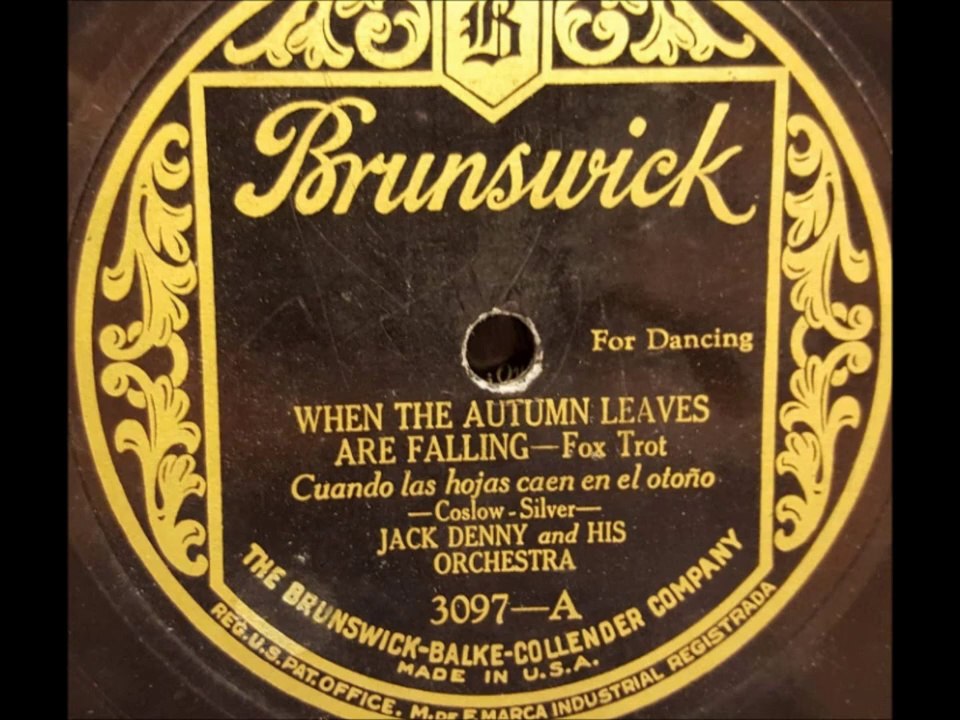 B
Brunswick
For Dancing
WHEN THE AUTUMN LEAVES
ARE FALLING—Fox Trot
Cuando las hojas caen en el otoño
—Coslow-Silver—
JACK DENNY and HIS
ORCHESTRA
3097—A
THE BRUNSWICK-BALKE-COLLENDER COMPANY
MADE IN U.S.A.
REG.U.S.PAT.OFFICE. M.DE F. MARCA INDUSTRIAL REGISTRADA